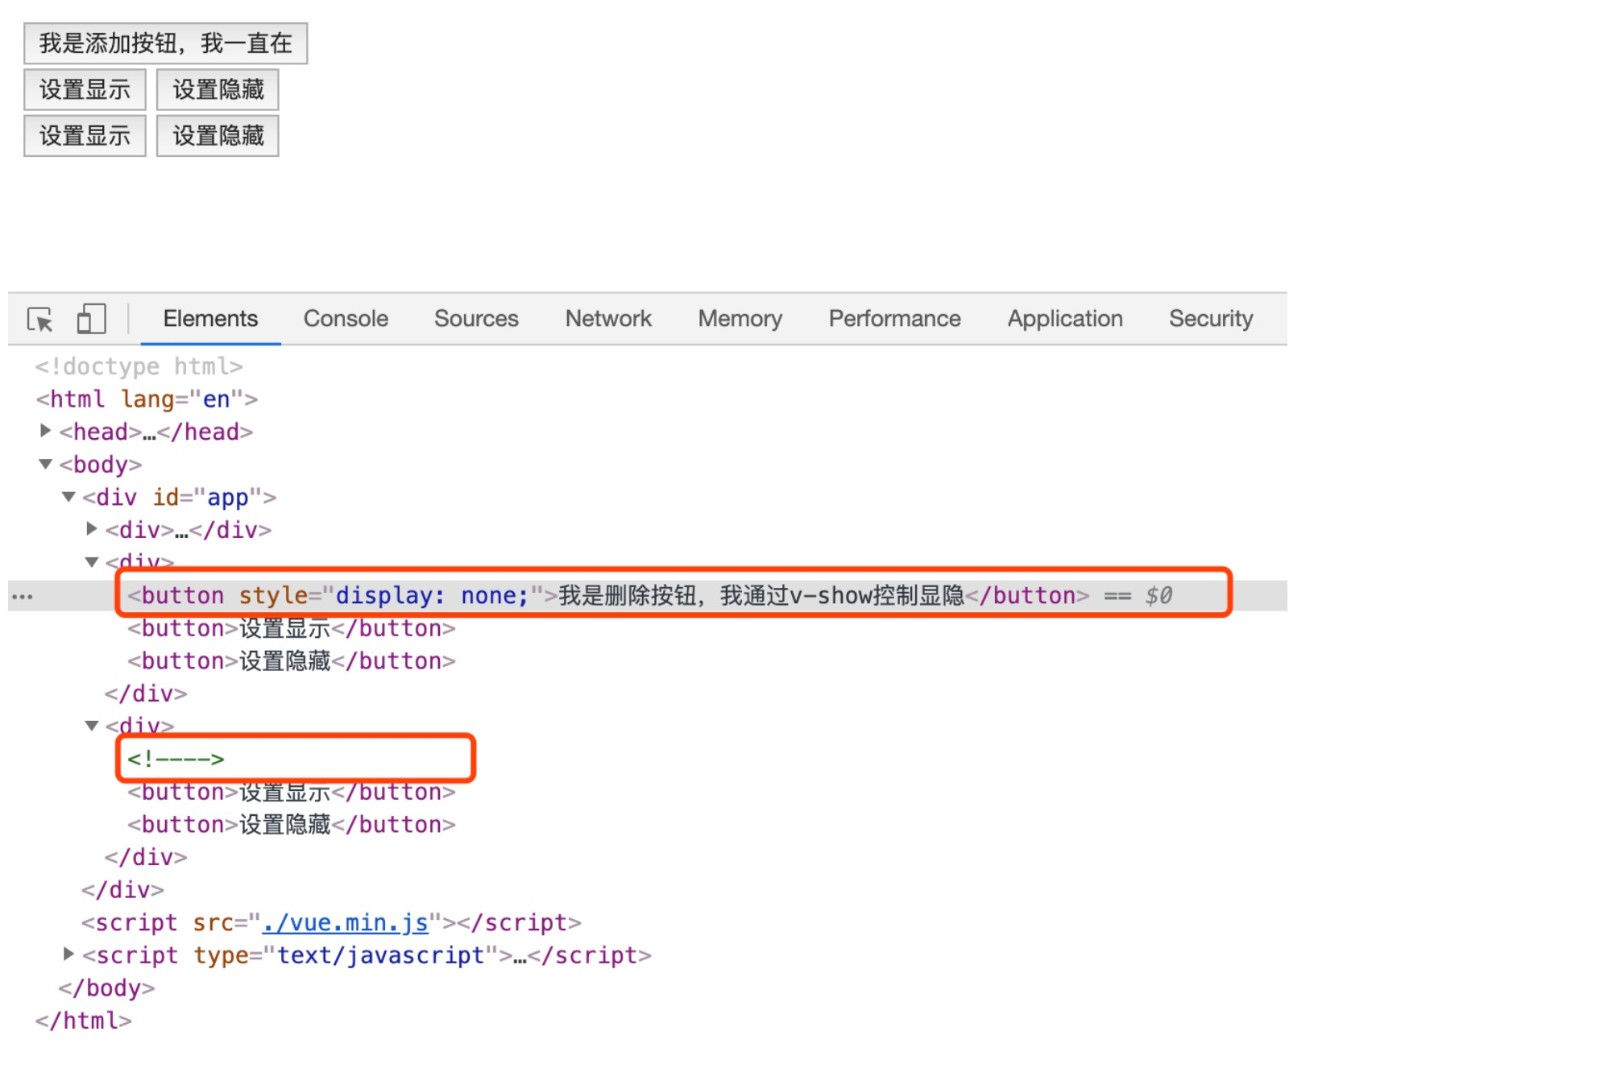 我是添加按钮，我一直在
设置显示 设置隐藏
设置显示 设置隐藏
Elements Console Sources Network Memory Performance Application Security
<!doctype html>
<html lang="en">
<head>…</head>
<body>
<div id="app">
<div>…</div>
<div>
<button style="display: none;">我是删除按钮，我通过v-show控制显隐</button> == $0
<button>设置显示</button>
<button>设置隐藏</button>
</div>
<div>
<!---->
<button>设置显示</button>
<button>设置隐藏</button>
</div>
</div>
<script src="./vue.min.js"></script>
<script type="text/javascript">…</script>
</body>
</html>